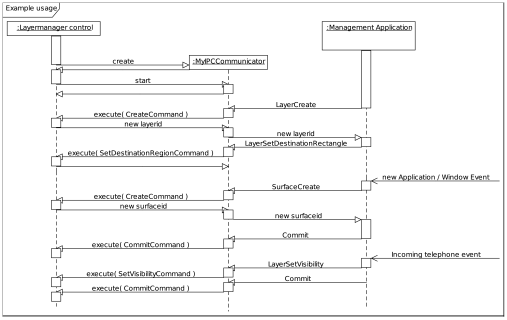 Example usage
:Layermanager control
:Management Application
create
:MyIPCCommunicator
start
LayerCreate
execute( CreateCommand )
new layerid
new layerid
LayerSetDestinationRectangle
execute( SetDestinationRegionCommand )
new Application / Window Event
SurfaceCreate
execute( CreateCommand )
new surfaceid
new surfaceid
Commit
execute( CommitCommand )
Incoming telephone event
LayerSetVisibility
execute( SetVisibilityCommand )
Commit
execute( CommitCommand )